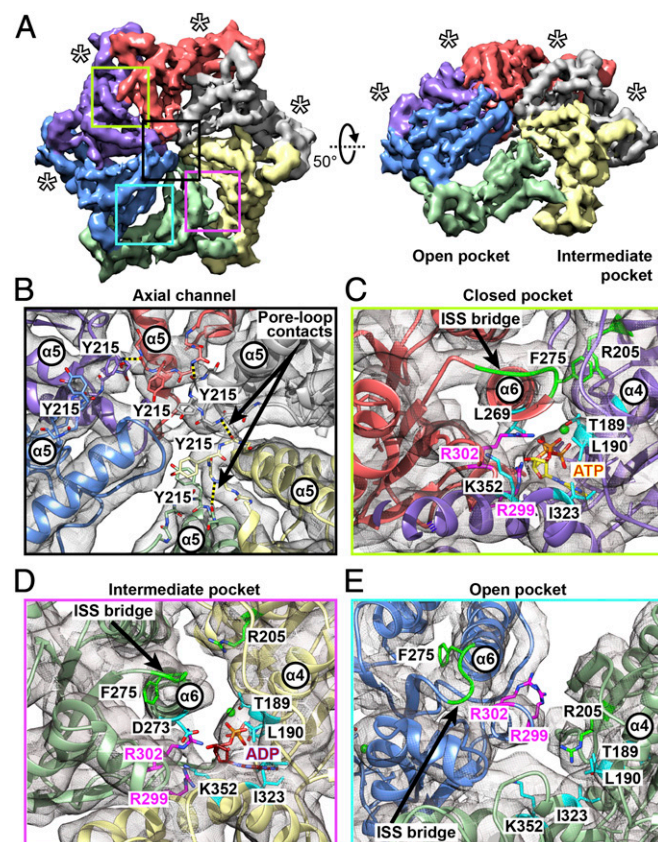 A
* * * *
50°
* * *
Open pocket
Intermediate
pocket
B
Axial channel
α5
α5
Pore-loop
contacts
α5
Y215
Y215
Y215
Y215
α5
Y215
Y215
α5
α5
C
Closed pocket
ISS bridge
F275
R205
α6
α4
L269
T189
L190
R302
ATP
K352
R299
I323
D
Intermediate pocket
ISS bridge
R205
α4
F275
α6
T189
D273
L190
R302
ADP
R299
K352
I323
E
Open pocket
F275
α6
R302
R299
R205
α4
T189
L190
ISS bridge
K352
I323